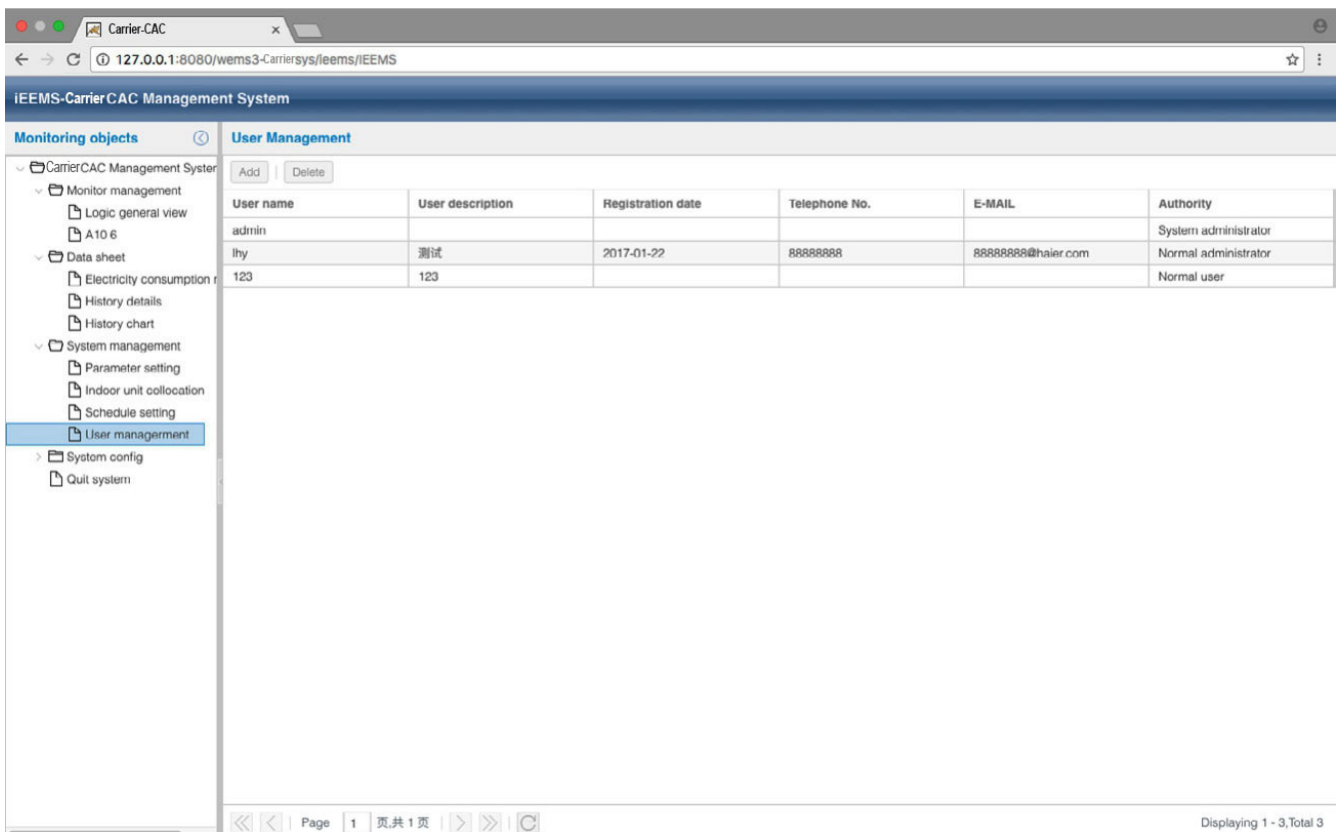 Carrier-CAC
127.0.0.1:8080/wems3-Carriersys/ieems/IEEMS
iEEMS-Carrier CAC Management System
Monitoring objects
User Management
CarrierCAC Management Syster
Monitor management
Logic general view
A10 6
Data sheet
Electricity consumption r
History details
History chart
System management
Parameter setting
Indoor unit collocation
Schedule setting
User managerment
System config
Quit system
Add Delete
User name User description Registration date Telephone No. E-MAIL Authority
admin System administrator
lhy 测试 2017-01-22 88888888 88888888@haier.com Normal administrator
123 123 Normal user
Page 1 页,共 1 页
Displaying 1 - 3,Total 3